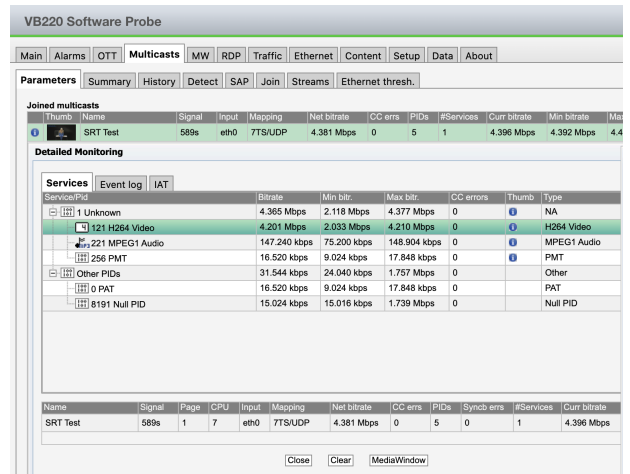 VB220 Software Probe
Main Alarms OTT Multicasts MW RDP Traffic Ethernet Content Setup Data About
Parameters Summary History Detect SAP Join Streams Ethernet thresh.
Joined multicasts
Thumb Name Signal Input Mapping Net bitrate CC errs PIDs #Services Curr bitrate Min bitrate Max
SRT Test 589s eth0 7TS/UDP 4.381 Mbps 0 5 1 4.396 Mbps 4.392 Mbps 4.4
Detailed Monitoring
Services Event log IAT
Service/Pid Bitrate Min bitr. Max bitr. CC errors Thumb Type
1 Unknown 4.365 Mbps 2.118 Mbps 4.377 Mbps 0 NA
121 H264 Video 4.201 Mbps 2.033 Mbps 4.210 Mbps 0 H264 Video
221 MPEG1 Audio 147.240 kbps 75.200 kbps 148.904 kbps 0 MPEG1 Audio
256 PMT 16.520 kbps 9.024 kbps 17.848 kbps 0 PMT
Other PIDs 31.544 kbps 24.040 kbps 1.757 Mbps 0 Other
0 PAT 16.520 kbps 9.024 kbps 17.848 kbps 0 PAT
8191 Null PID 15.024 kbps 15.016 kbps 1.739 Mbps 0 Null PID
Name Signal Page CPU Input Mapping Net bitrate CC errs PIDs Syncb errs #Services Curr bitrate
SRT Test 589s 1 7 eth0 7TS/UDP 4.381 Mbps 0 5 0 1 4.396 Mbps
Close Clear MediaWindow